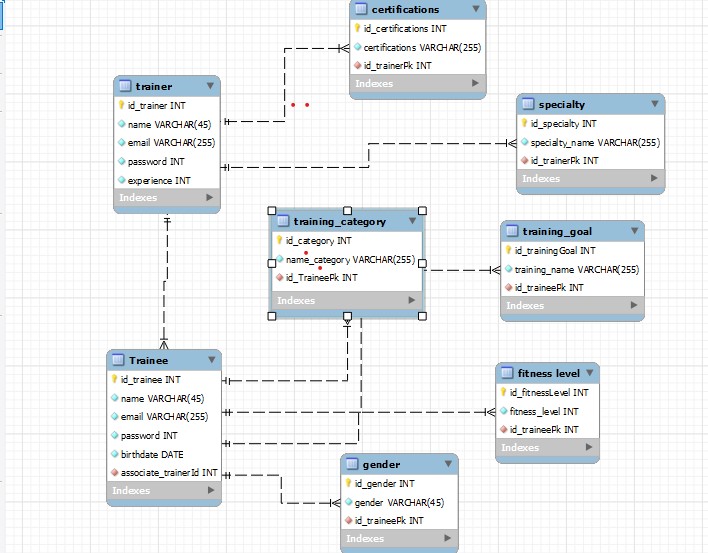 certifications
id_certifications INT
certifications VARCHAR(255)
id_trainerPk INT
Indexes
trainer
id_trainer INT
name VARCHAR(45)
email VARCHAR(255)
password INT
experience INT
Indexes
specialty
id_specialty INT
specialty_name VARCHAR(255)
id_trainerPk INT
Indexes
training_category
id_category INT
name_category VARCHAR(255)
id_TraineePk INT
Indexes
training_goal
id_trainingGoal INT
training_name VARCHAR(255)
id_traineePk INT
Indexes
Trainee
id_trainee INT
name VARCHAR(45)
email VARCHAR(255)
password INT
birthdate DATE
associate_trainerId INT
Indexes
fitness level
id_fitnessLevel INT
fitness_level INT
id_traineePk INT
Indexes
gender
id_gender INT
gender VARCHAR(45)
id_traineePk INT
Indexes